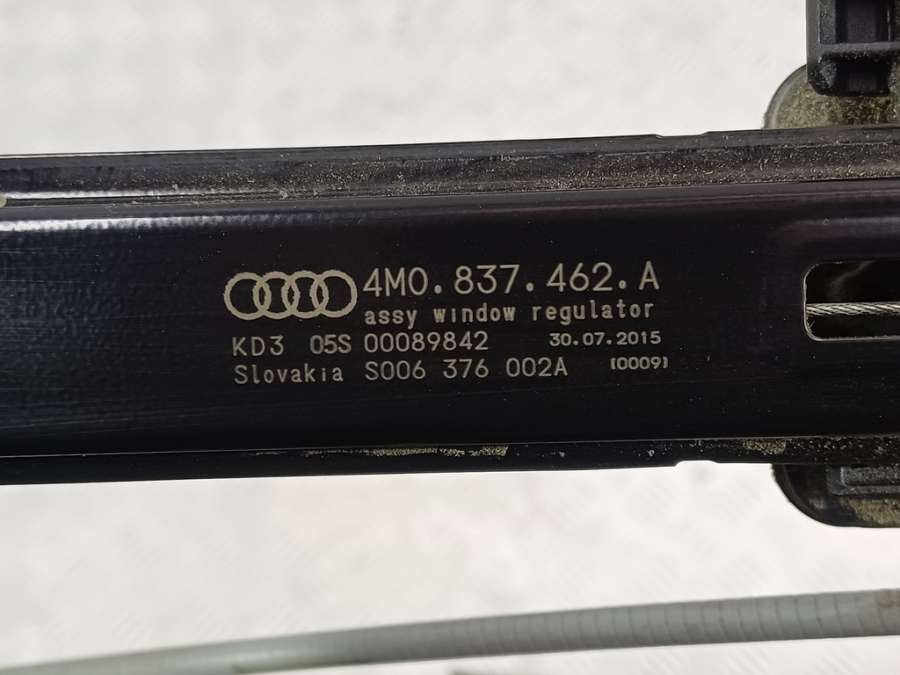 4M0.837.462.A
assy window regulator
KD3 05S 00089842 30.07.2015
Slovakia S006 376 002A (0009)